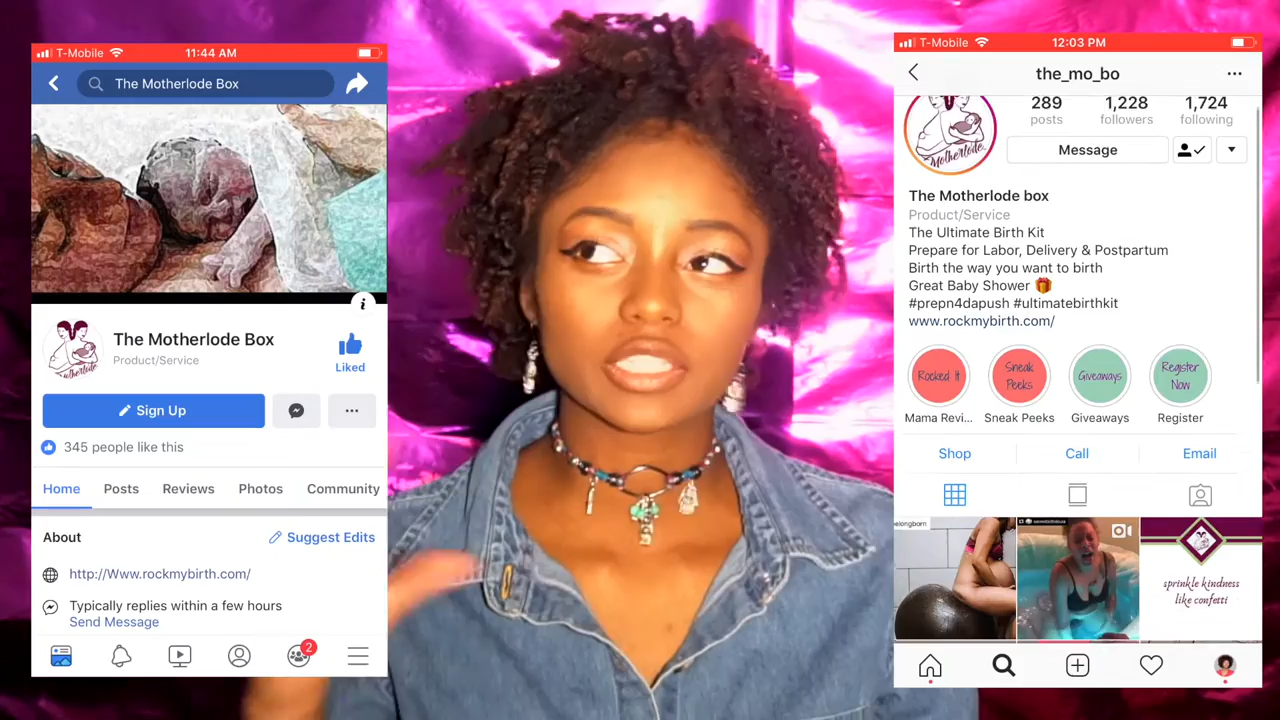 T-Mobile
11:44 AM
The Motherlode Box
The Motherlode Box
Product/Service
Liked
Sign Up
345 people like this
Home Posts Reviews Photos Community
About
Suggest Edits
http://Www.rockmybirth.com/
Typically replies within a few hours
Send Message
2
T-Mobile
12:03 PM
the_mo_bo
289 1,228 1,724
posts followers following
Motherlode
Message
The Motherlode box
Product/Service
The Ultimate Birth Kit
Prepare for Labor, Delivery & Postpartum
Birth the way you want to birth
Great Baby Shower
#prepn4dapush #ultimatebirthkit
www.rockmybirth.com/
Rocked It
Sneak
Peeks
Giveaways
Register
Now
Mama Revi... Sneak Peeks Giveaways Register
Shop Call Email
sprinkle kindness
like confetti